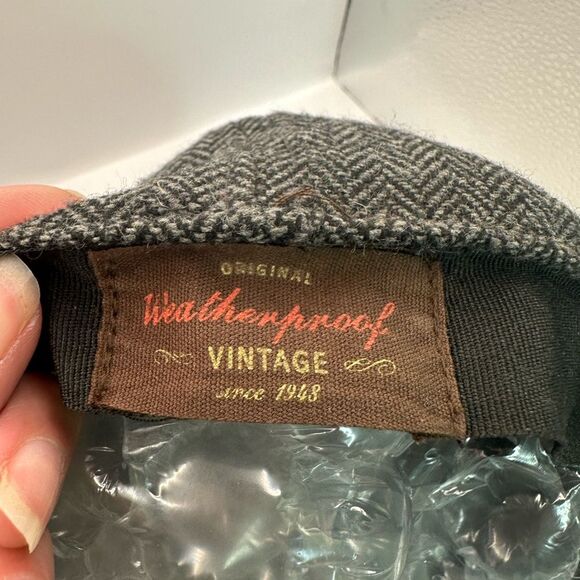 ORIGINAL
Weatherproof
VINTAGE
since 1948